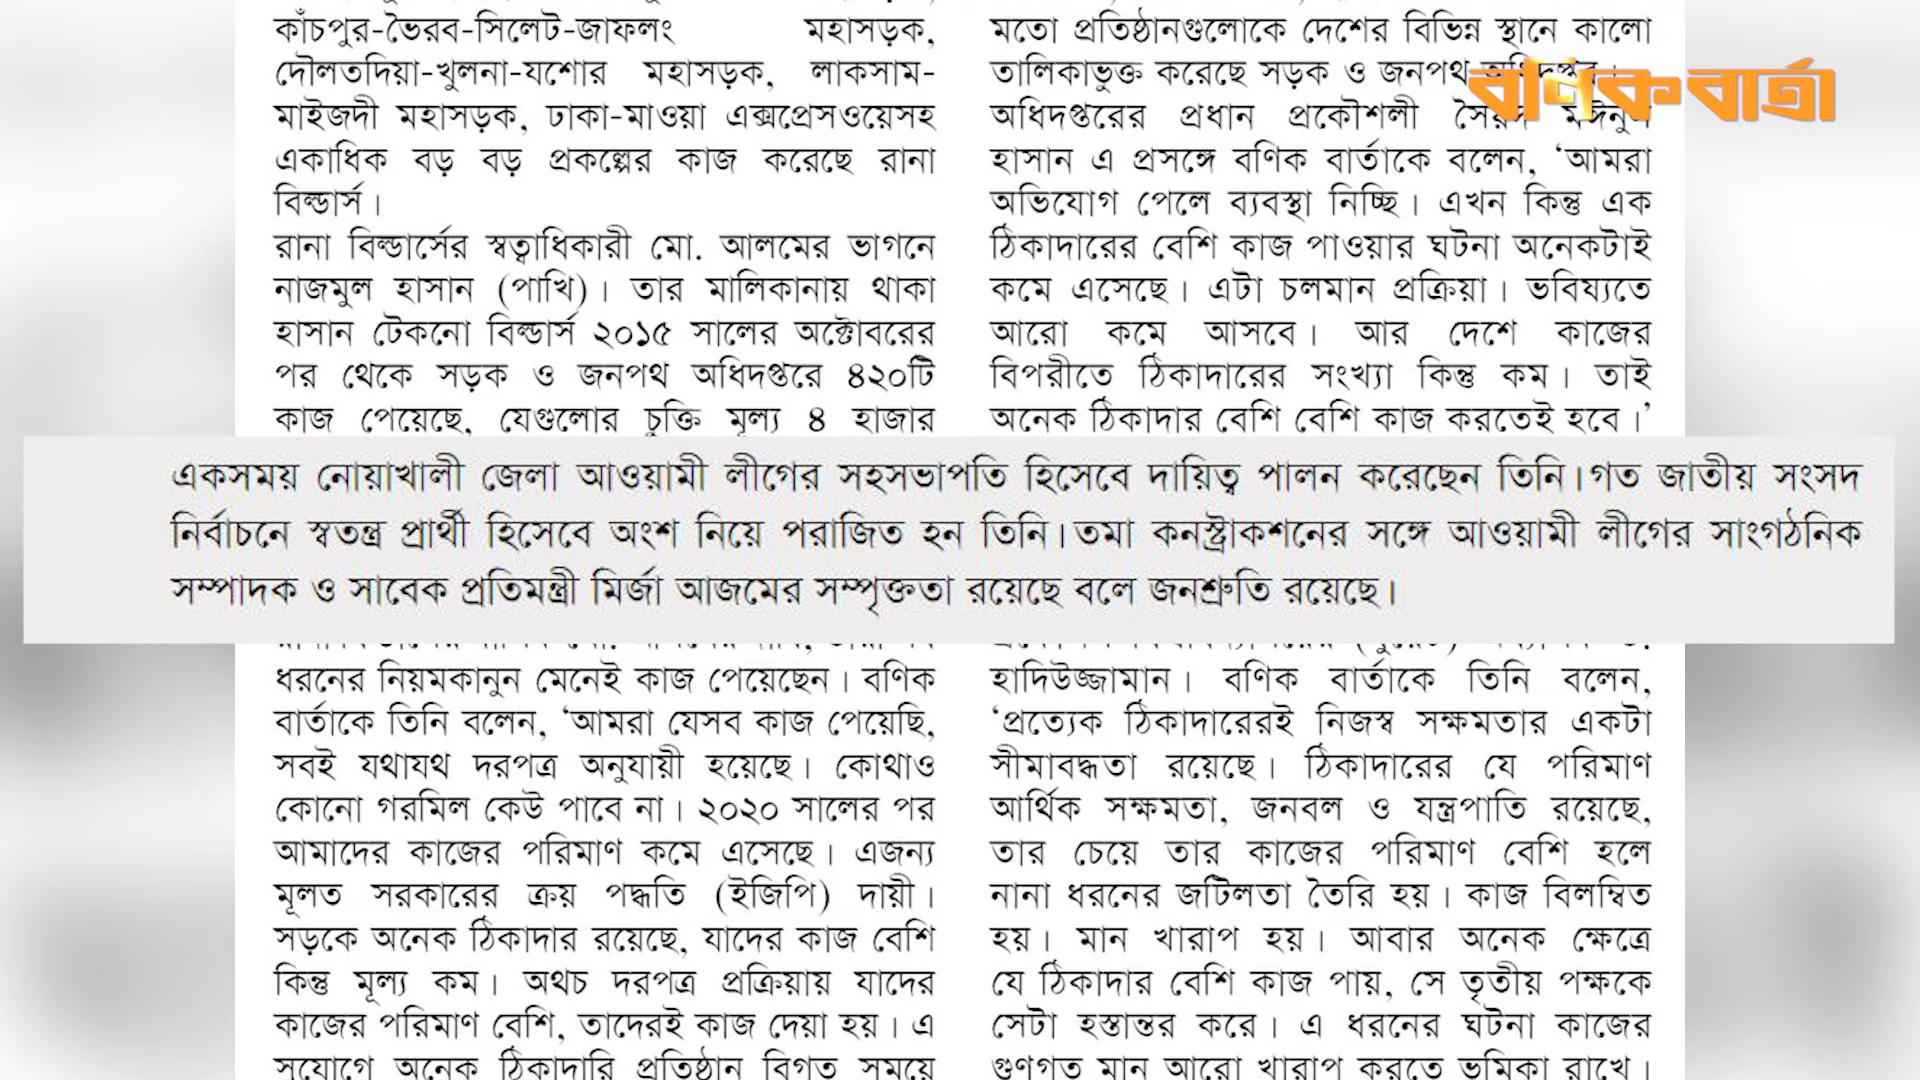 কাঁচপুর-ভৈরব-সিলেট-জাফলং মহাসড়ক,
দৌলতদিয়া-খুলনা-যশোর মহাসড়ক, লাকসাম-
মাইজদী মহাসড়ক, ঢাকা-মাওয়া এক্সপ্রেসওয়েসহ
একাধিক বড় বড় প্রকল্পের কাজ করেছে রানা
বিল্ডার্স।
রানা বিল্ডার্সের স্বত্বাধিকারী মো. আলমের ভাগনে
নাজমুল হাসান (পাখি)। তার মালিকানায় থাকা
হাসান টেকনো বিল্ডার্স ২০১৫ সালের অক্টোবরের
পর থেকে সড়ক ও জনপথ অধিদপ্তরে ৪২০টি
কাজ পেয়েছে, যেগুলোর চুক্তি মূল্য ৪ হাজার
মতো প্রতিষ্ঠানগুলোকে দেশের বিভিন্ন স্থানে কালো
তালিকাভুক্ত করেছে সড়ক ও জনপথ অধিদপ্তর।
অধিদপ্তরের প্রধান প্রকৌশলী সৈয়দ মঈনুল
হাসান এ প্রসঙ্গে বণিক বার্তাকে বলেন, ‘আমরা
অভিযোগ পেলে ব্যবস্থা নিচ্ছি। এখন কিন্তু এক
ঠিকাদারের বেশি কাজ পাওয়ার ঘটনা অনেকটাই
কমে এসেছে। এটা চলমান প্রক্রিয়া। ভবিষ্যতে
আরো কমে আসবে। আর দেশে কাজের
বিপরীতে ঠিকাদারের সংখ্যা কিন্তু কম। তাই
অনেক ঠিকাদার বেশি বেশি কাজ করতেই হবে।’
বণিক বার্তা
একসময় নোয়াখালী জেলা আওয়ামী লীগের সহসভাপতি হিসেবে দায়িত্ব পালন করেছেন তিনি। গত জাতীয় সংসদ
নির্বাচনে স্বতন্ত্র প্রার্থী হিসেবে অংশ নিয়ে পরাজিত হন তিনি। তমা কনস্ট্রাকশনের সঙ্গে আওয়ামী লীগের সাংগঠনিক
সম্পাদক ও সাবেক প্রতিমন্ত্রী মির্জা আজমের সম্পৃক্ততা রয়েছে বলে জনশ্রুতি রয়েছে।
ধরনের নিয়মকানুন মেনেই কাজ পেয়েছেন। বণিক
বার্তাকে তিনি বলেন, ‘আমরা যেসব কাজ পেয়েছি,
সবই যথাযথ দরপত্র অনুযায়ী হয়েছে। কোথাও
কোনো গরমিল কেউ পাবে না। ২০২০ সালের পর
আমাদের কাজের পরিমাণ কমে এসেছে। এজন্য
মূলত সরকারের ক্রয় পদ্ধতি (ইজিপি) দায়ী।
সড়কে অনেক ঠিকাদার রয়েছে, যাদের কাজ বেশি
কিন্তু মূল্য কম। অথচ দরপত্র প্রক্রিয়ায় যাদের
কাজের পরিমাণ বেশি, তাদেরই কাজ দেয়া হয়। এ
সুযোগে অনেক ঠিকাদারি প্রতিষ্ঠান বিগত সময়ে
হাদিউজ্জামান। বণিক বার্তাকে তিনি বলেন,
‘প্রত্যেক ঠিকাদারেরই নিজস্ব সক্ষমতার একটা
সীমাবদ্ধতা রয়েছে। ঠিকাদারের যে পরিমাণ
আর্থিক সক্ষমতা, জনবল ও যন্ত্রপাতি রয়েছে,
তার চেয়ে তার কাজের পরিমাণ বেশি হলে
নানা ধরনের জটিলতা তৈরি হয়। কাজ বিলম্বিত
হয়। মান খারাপ হয়। আবার অনেক ক্ষেত্রে
যে ঠিকাদার বেশি কাজ পায়, সে তৃতীয় পক্ষকে
সেটা হস্তান্তর করে। এ ধরনের ঘটনা কাজের
গুণগত মান আরো খারাপ করতে ভূমিকা রাখে।